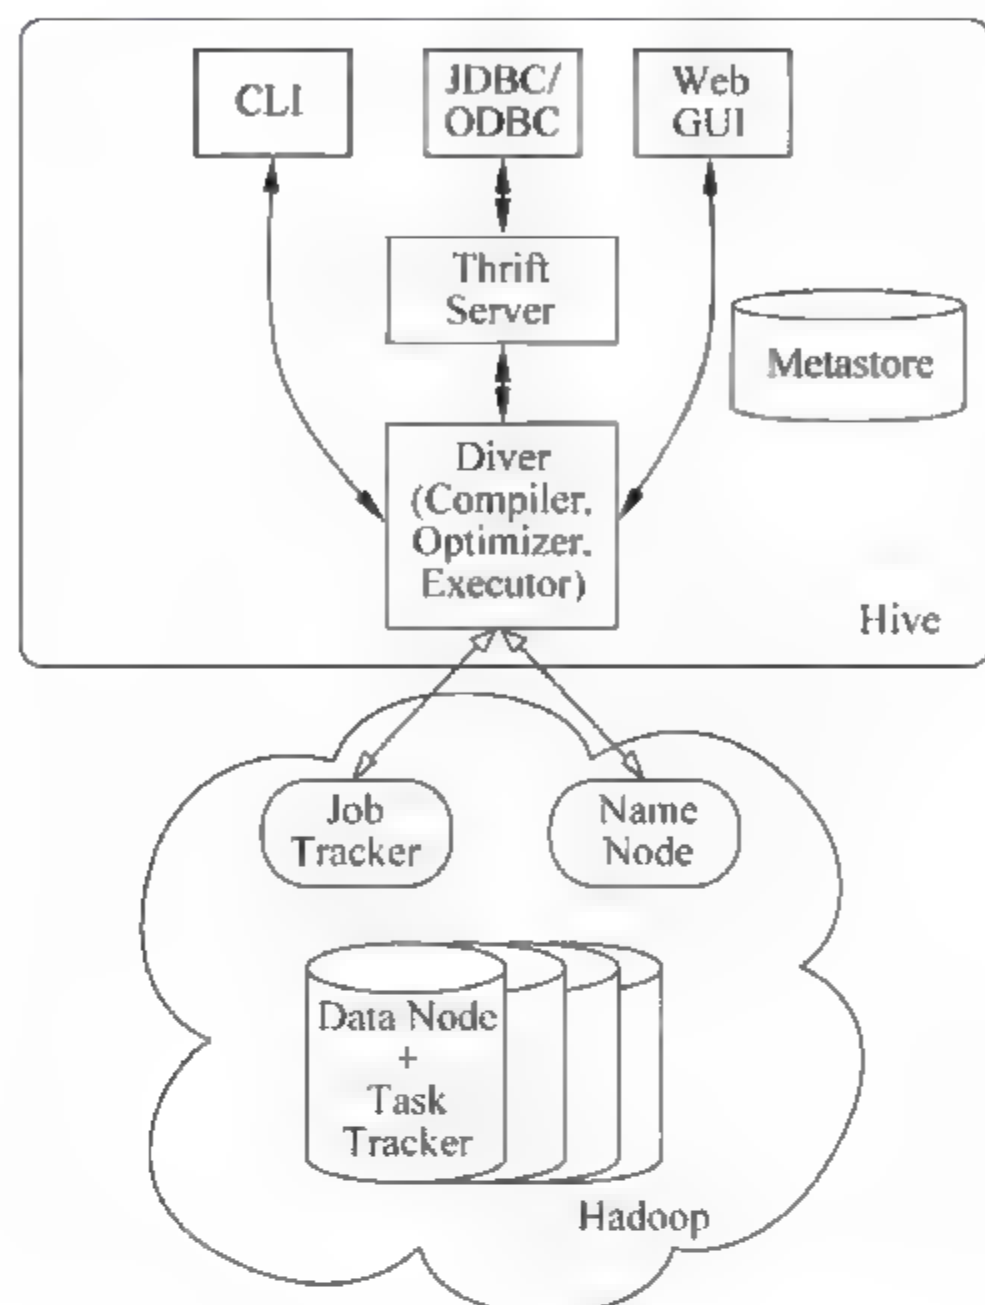 CLI
JDBC/
ODBC
Web
GUI
Thrift
Server
Metastore
Diver
(Compiler,
Optimizer,
Executor)
Hive
Job
Tracker
Name
Node
Data Node
+
Task
Tracker
Hadoop